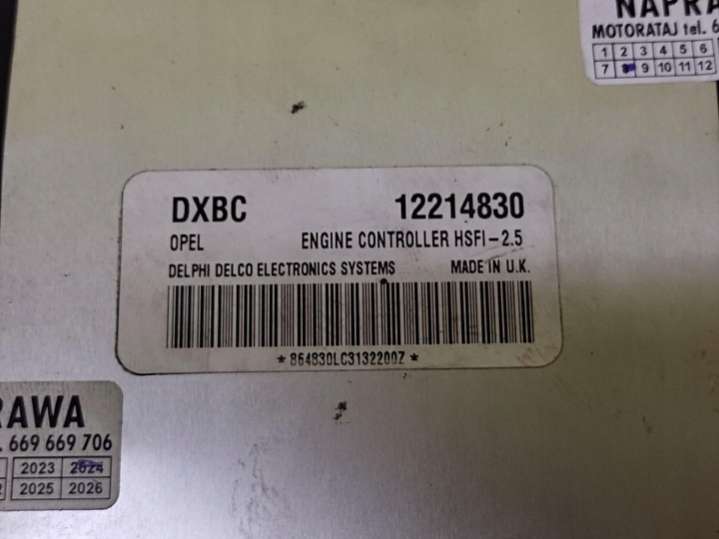 NAPRA
MOTORATAJ tel. 6
1 2 3 4 5 6
7 9 10 11 12
DXBC 12214830
OPEL ENGINE CONTROLLER HSFI-2.5
DELPHI DELCO ELECTRONICS SYSTEMS MADE IN U.K.
*864830LC3132200Z*
RAWA
. 669 669 706
2023 2024
2 2025 2026